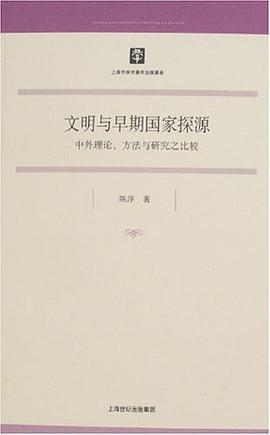 上海市学术著作出版基金
文明与早期国家探源
中外理论、方法与研究之比较
陈淳 著
上海世纪出版集团